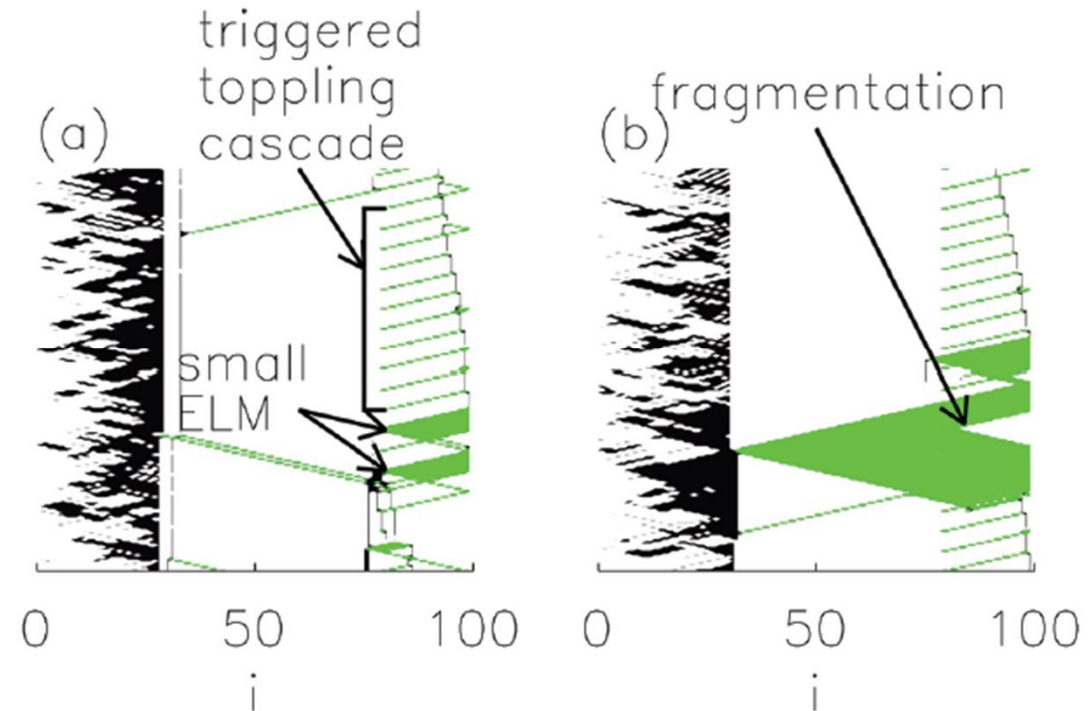 (a)
triggered
toppling
cascade
small
ELM
0 50 100
i
(b)
fragmentation
0 50 100
i